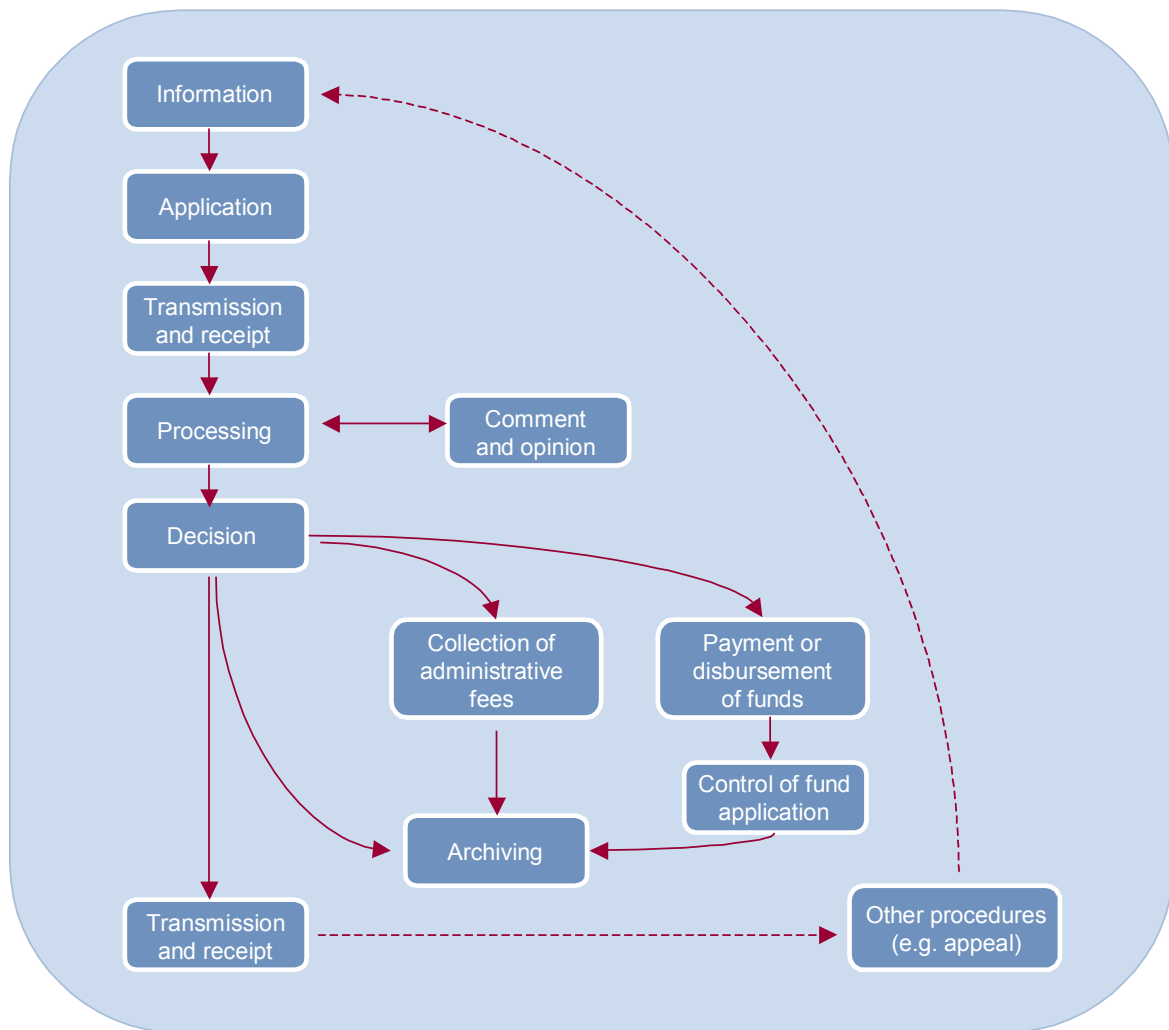 Information
Application
Transmission
and receipt
Processing
Comment
and opinion
Decision
Collection of
administrative
fees
Payment or
disbursement
of funds
Control of fund
application
Archiving
Transmission
and receipt
Other procedures
(e.g. appeal)